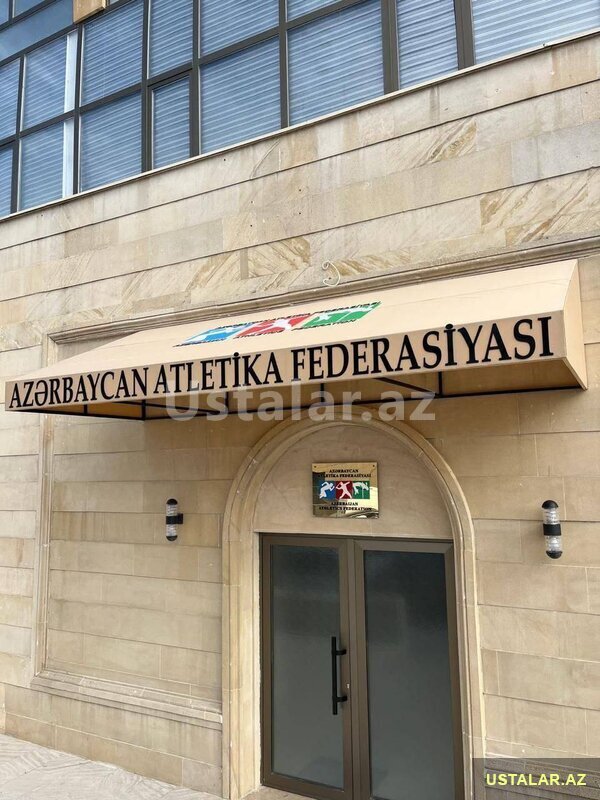 AZƏRBAYCAN ATLETİKA FEDERASİYASI
Ustalar.az
AZƏRBAYCAN
ATLETİKA FEDERASİYASI
AZERBAIJAN
ATHLETICS FEDERATION
USTALAR.AZ